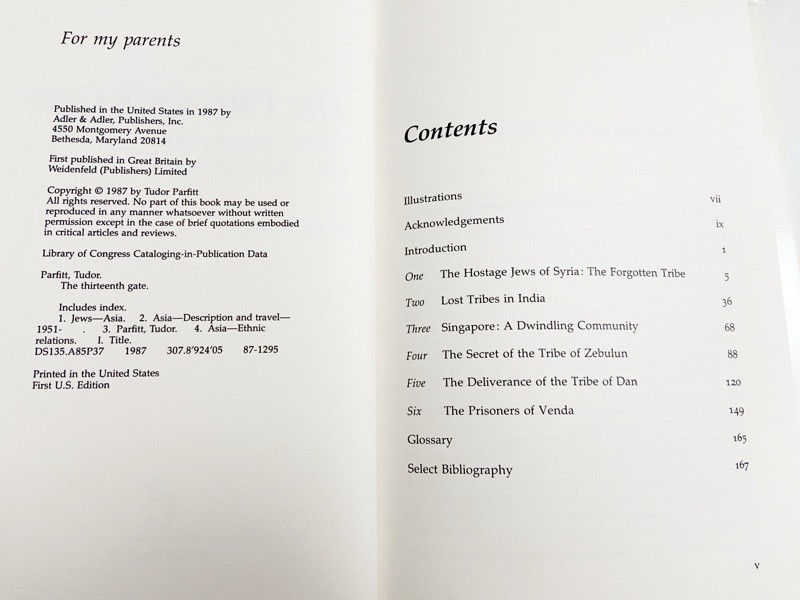 For my parents
Published in the United States in 1987 by
Adler & Adler, Publishers, Inc.
4550 Montgomery Avenue
Bethesda, Maryland 20814
First published in Great Britain by
Weidenfeld (Publishers) Limited
Copyright © 1987 by Tudor Parfitt
All rights reserved. No part of this book may be used or
reproduced in any manner whatsoever without written
permission except in the case of brief quotations embodied
in critical articles and reviews.
Library of Congress Cataloging-in-Publication Data
Parfitt, Tudor.
The thirteenth gate.
Includes index.
1. Jews—Asia. 2. Asia—Description and travel—
1951- . 3. Parfitt, Tudor. 4. Asia—Ethnic
relations. I. Title.
DS135.A85P37 1987 307.8'924'05 87-1295
Printed in the United States
First U.S. Edition
Contents
Illustrations vii
Acknowledgements ix
Introduction 1
One The Hostage Jews of Syria: The Forgotten Tribe 5
Two Lost Tribes in India 36
Three Singapore: A Dwindling Community 68
Four The Secret of the Tribe of Zebulun 88
Five The Deliverance of the Tribe of Dan 120
Six The Prisoners of Venda 149
Glossary 165
Select Bibliography 167
v